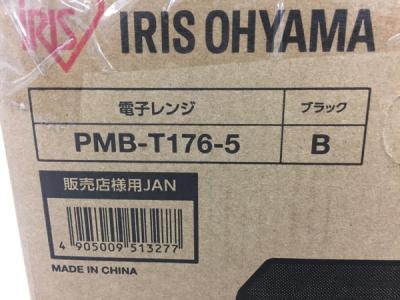 IRIS IRIS OHYAMA
電子レンジ ブラック
PMB-T176-5 B
販売店様用JAN
4 905009 513277
MADE IN CHINA